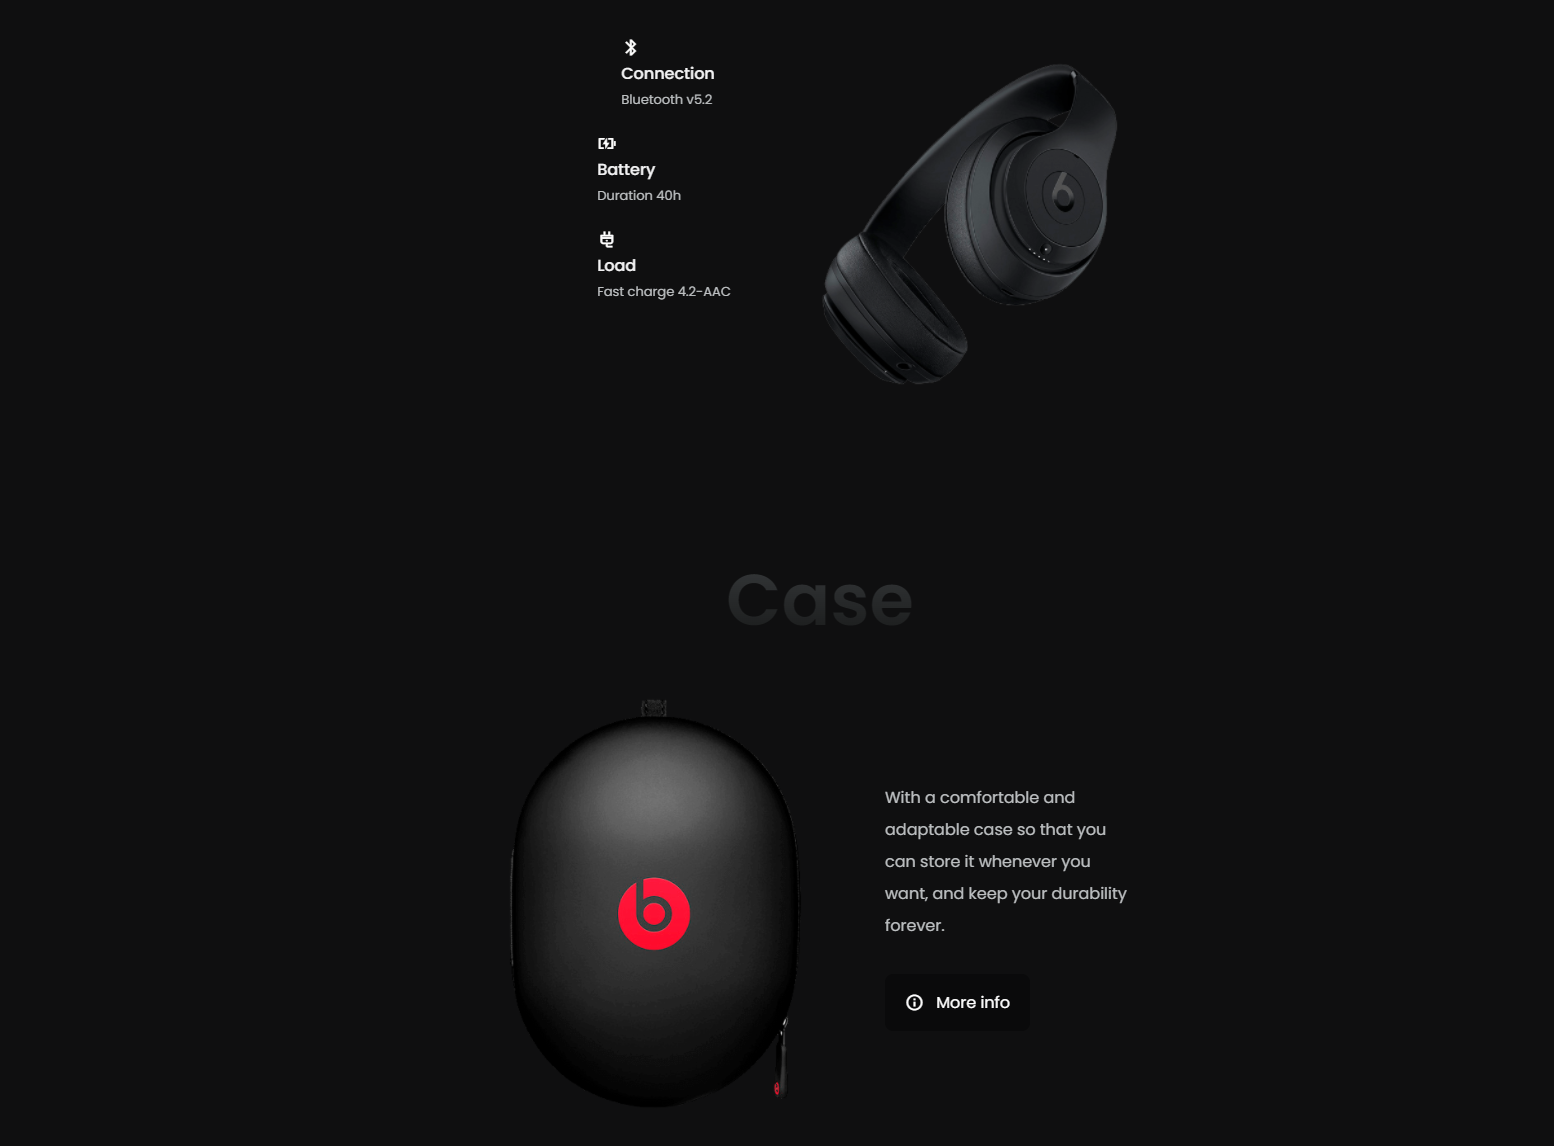 Connection
Bluetooth v5.2
Battery
Duration 40h
Load
Fast charge 4.2-AAC
Case
With a comfortable and
adaptable case so that you
can store it whenever you
want, and keep your durability
forever.
More info